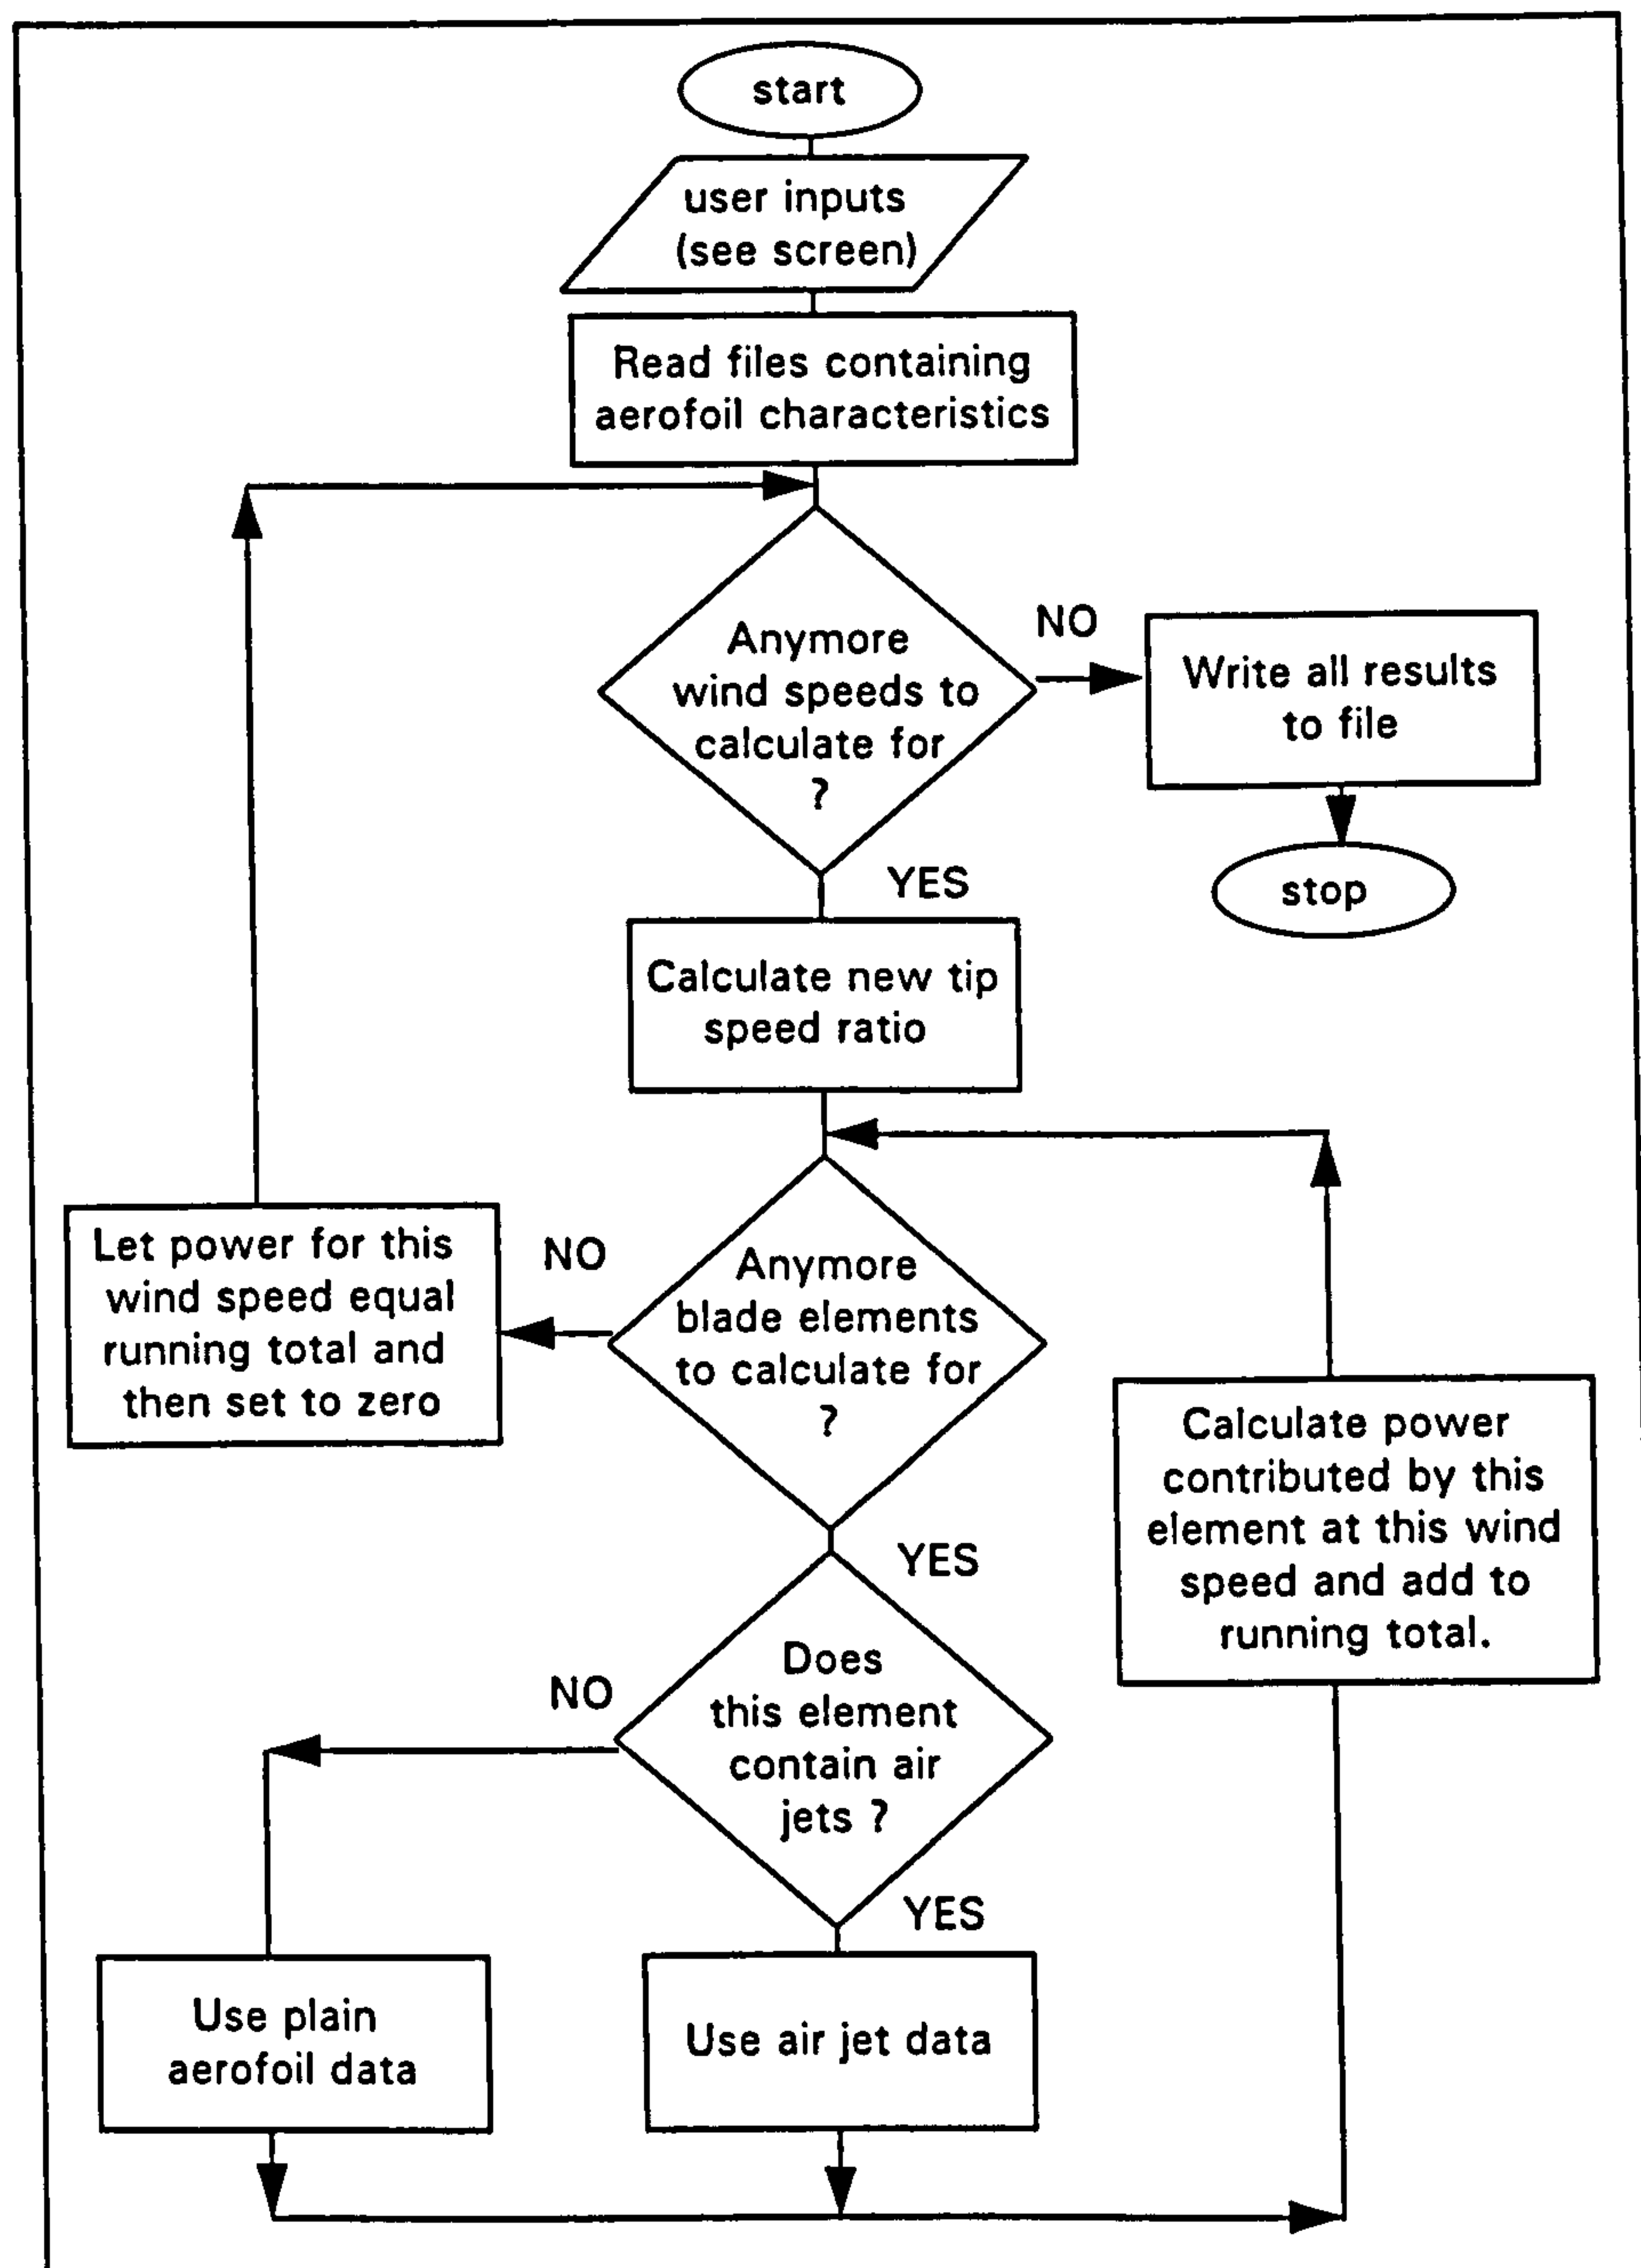 start
user inputs
(see screen)
Read files containing
aerofoil characteristics
Anymore
wind speeds to
calculate for
?
NO
Write all results
to file
stop
YES
Calculate new tip
speed ratio
Anymore
blade elements
to calculate for
?
NO
Let power for this
wind speed equal
running total and
then set to zero
YES
Does
this element
contain air
jets ?
NO
Use plain
aerofoil data
YES
Use air jet data
Calculate power
contributed by this
element at this wind
speed and add to
running total.